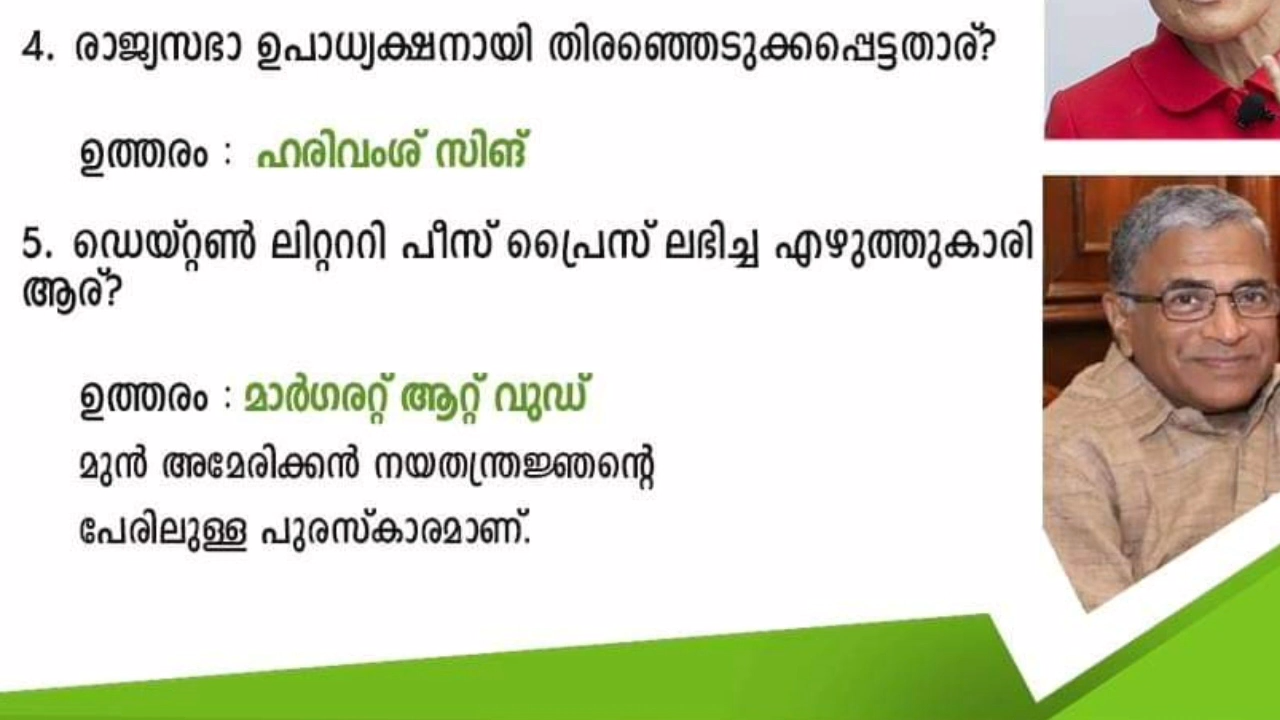 4. രാജ്യസഭാ ഉപാധ്യക്ഷനായി തിരഞ്ഞെടുക്കപ്പെട്ടതാര്?
ഉത്തരം : ഹരിവംശ് സിങ്
5. ഡെയ്റ്റൺ ലിറ്റററി പീസ് പ്രൈസ് ലഭിച്ച എഴുത്തുകാരി
ആര്?
ഉത്തരം : മാർഗരറ്റ് ആറ്റ് വുഡ്
മുൻ അമേരിക്കൻ നയതന്ത്രജ്ഞന്റെ
പേരിലുള്ള പുരസ്കാരമാണ്.